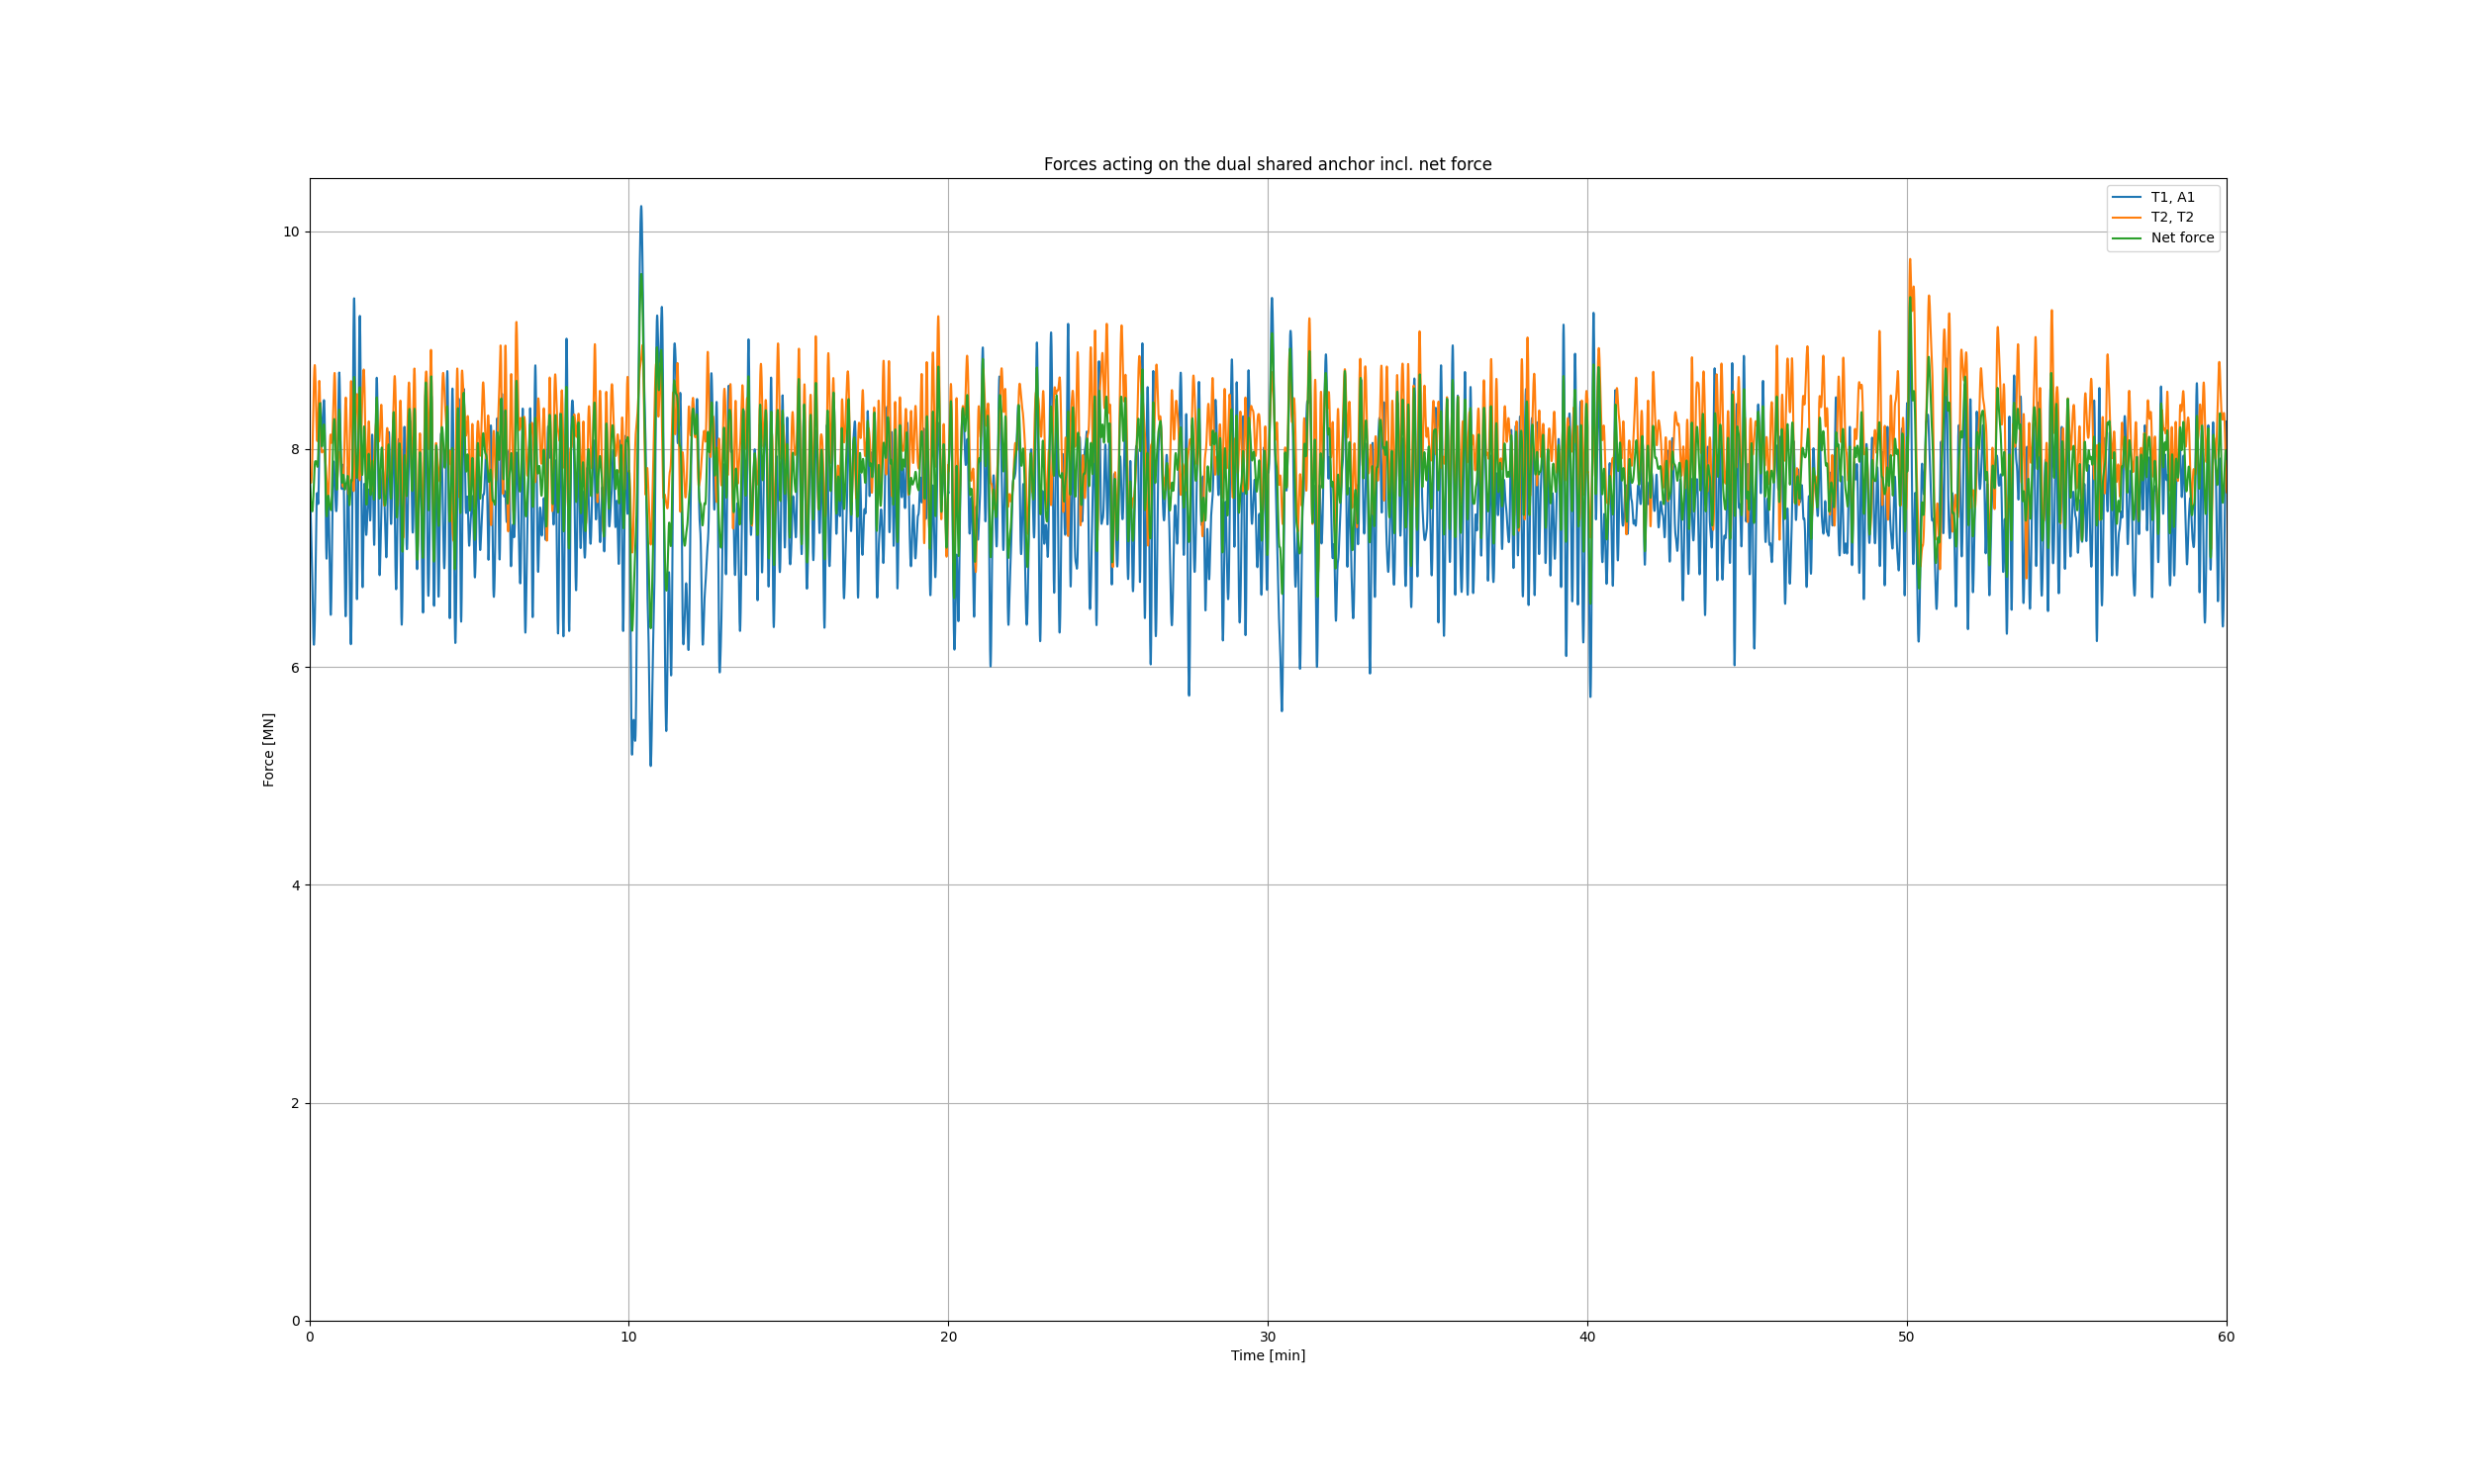 Forces acting on the dual shared anchor incl. net force
T1, A1
T2, T2
Net force
10
8
6
4
2
0
Force [MN]
0 10 20 30 40 50 60
Time [min]